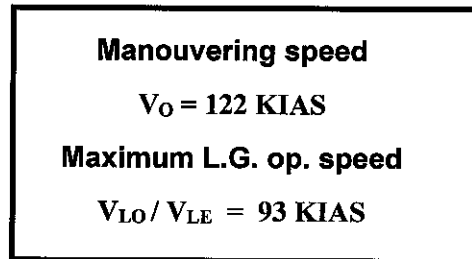 Manouvering speed
VO = 122 KIAS
Maximum L.G. op. speed
VLO / VLE = 93 KIAS